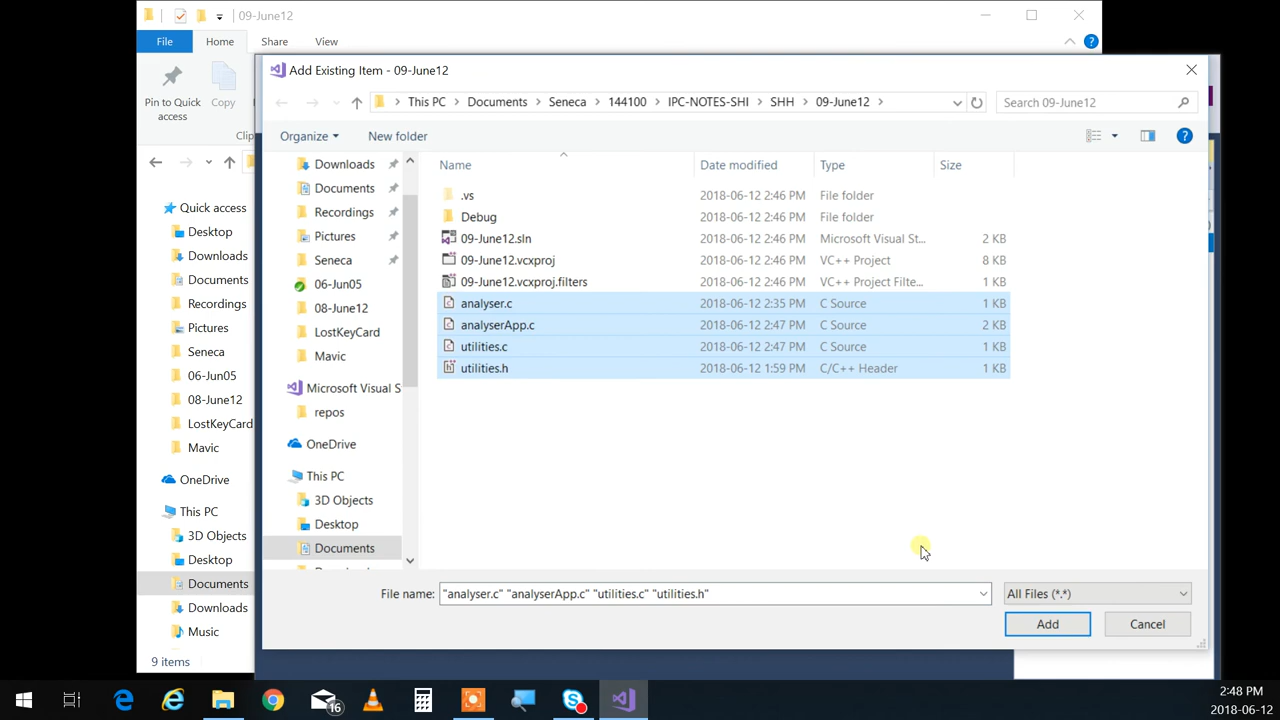 09-June12
File Home Share View
Add Existing Item - 09-June12
Pin to Quick access
Copy
Clip
This PC Documents Seneca 144100 IPC-NOTES-SHI SHH 09-June12
Search 09-June12
Organize New folder
Quick access
Desktop
Downloads
Documents
Recordings
Pictures
Seneca
06-Jun05
08-June12
LostKeyCard
Mavic
OneDrive
This PC
3D Objects
Desktop
Documents
Downloads
Music
9 items
Downloads
Documents
Recordings
Pictures
Seneca
06-Jun05
08-June12
LostKeyCard
Mavic
Microsoft Visual S
repos
OneDrive
This PC
3D Objects
Desktop
Documents
Name Date modified Type Size
.vs 2018-06-12 2:46 PM File folder
Debug 2018-06-12 2:46 PM File folder
09-June12.sln 2018-06-12 2:46 PM Microsoft Visual St... 2 KB
09-June12.vcxproj 2018-06-12 2:46 PM VC++ Project 8 KB
09-June12.vcxproj.filters 2018-06-12 2:46 PM VC++ Project Filte... 1 KB
analyser.c 2018-06-12 2:35 PM C Source 1 KB
analyserApp.c 2018-06-12 2:47 PM C Source 2 KB
utilities.c 2018-06-12 2:47 PM C Source 1 KB
utilities.h 2018-06-12 1:59 PM C/C++ Header 1 KB
File name: "analyser.c" "analyserApp.c" "utilities.c" "utilities.h"
All Files (*.*)
Add Cancel
16
2:48 PM
2018-06-12